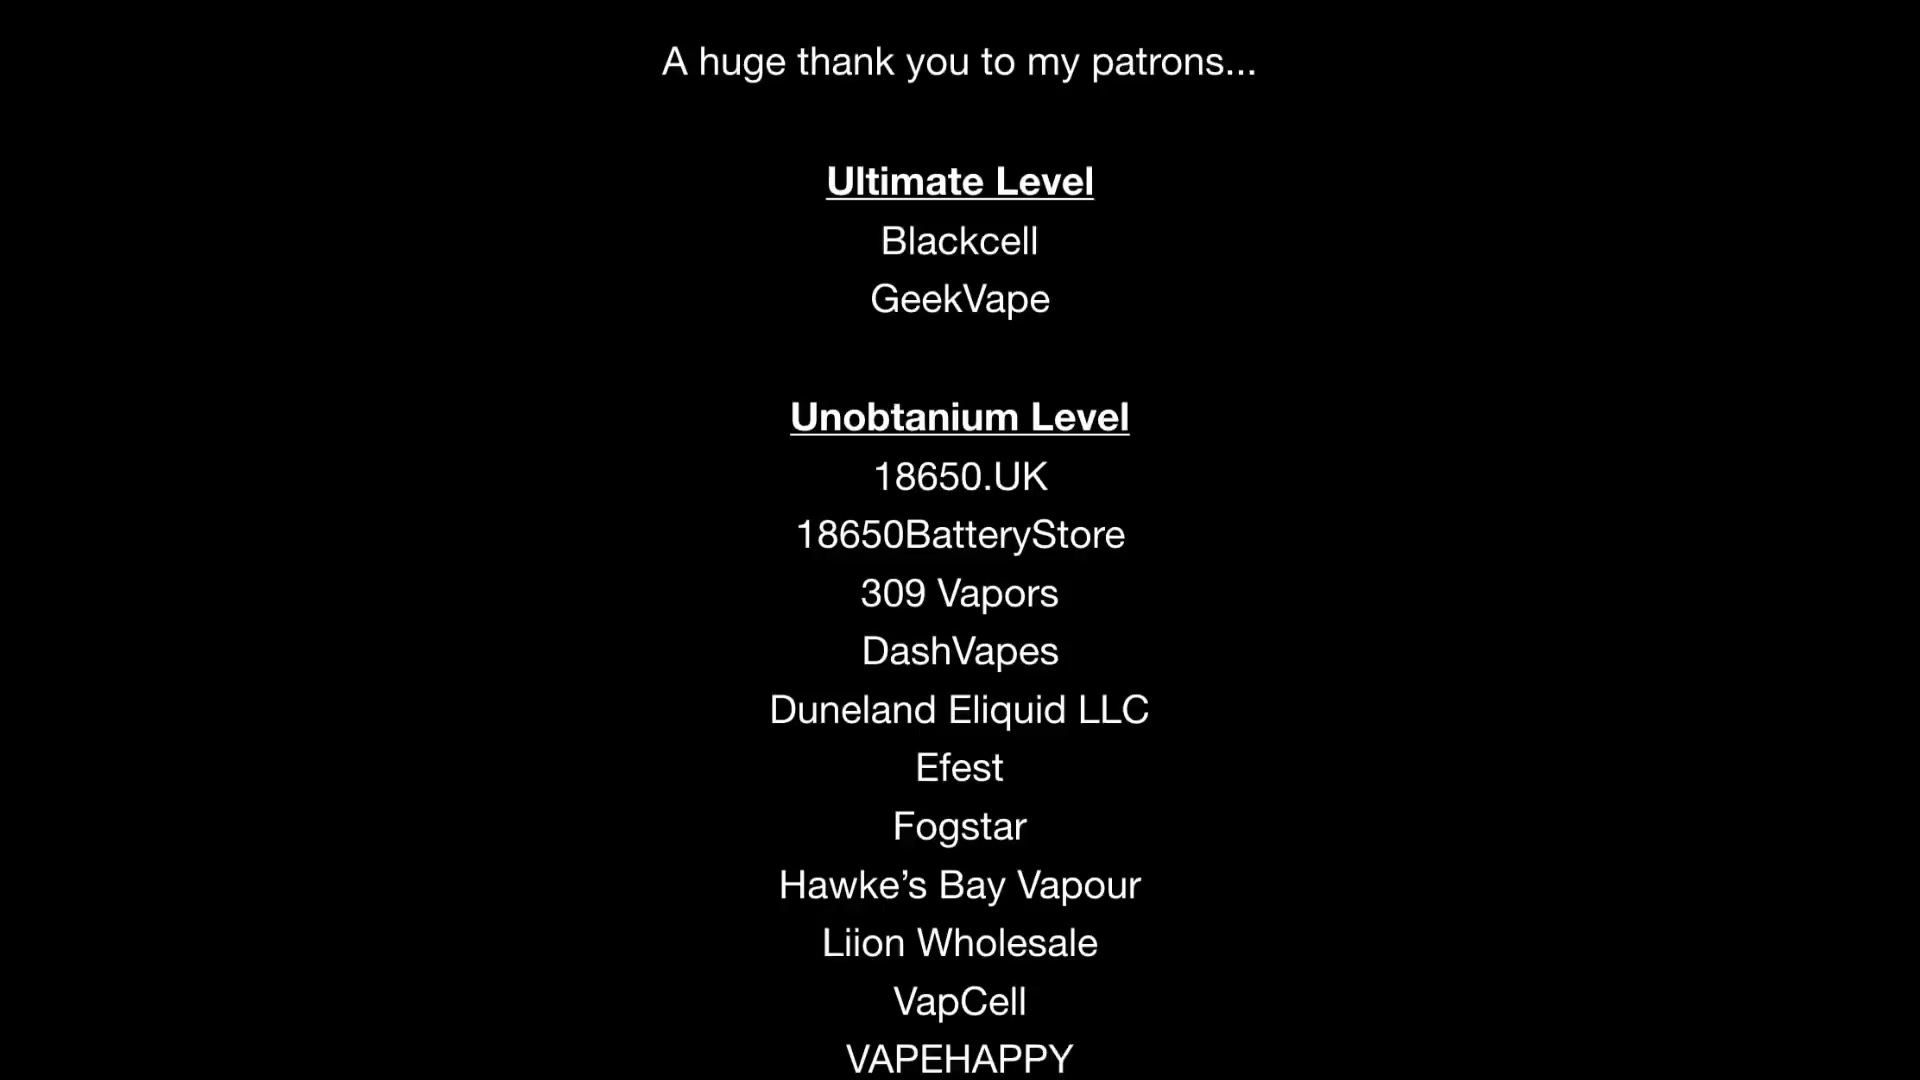 A huge thank you to my patrons...
Ultimate Level
Blackcell
GeekVape
Unobtanium Level
18650.UK
18650BatteryStore
309 Vapors
DashVapes
Duneland Eliquid LLC
Efest
Fogstar
Hawke’s Bay Vapour
Liion Wholesale
VapCell
VAPEHAPPY